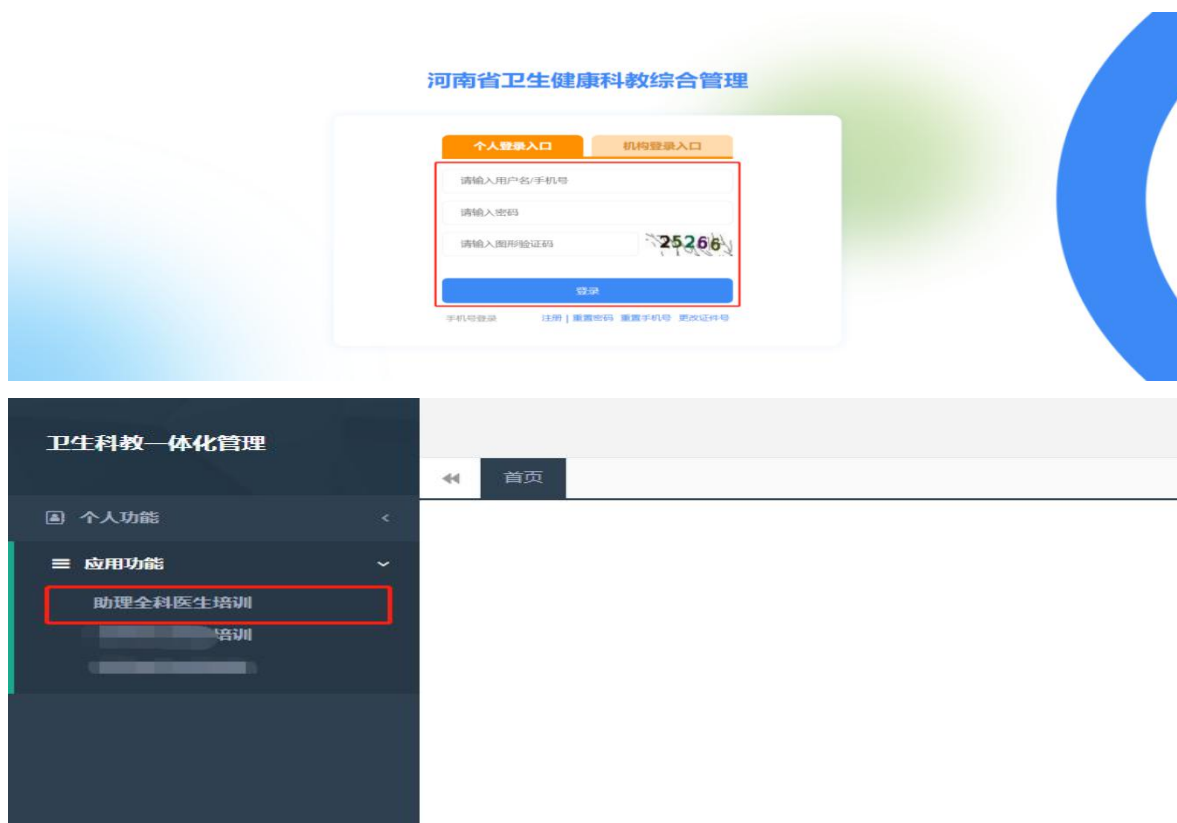 河南省卫生健康科教综合管理
个人登录入口 机构登录入口
请输入用户名/手机号
请输入密码
请输入图形验证码 25266
登录
手机号登录 注册 | 重置密码 重置手机号 更改证件号
卫生科教一体化管理
首页
个人功能
应用功能
助理全科医生培训
培训